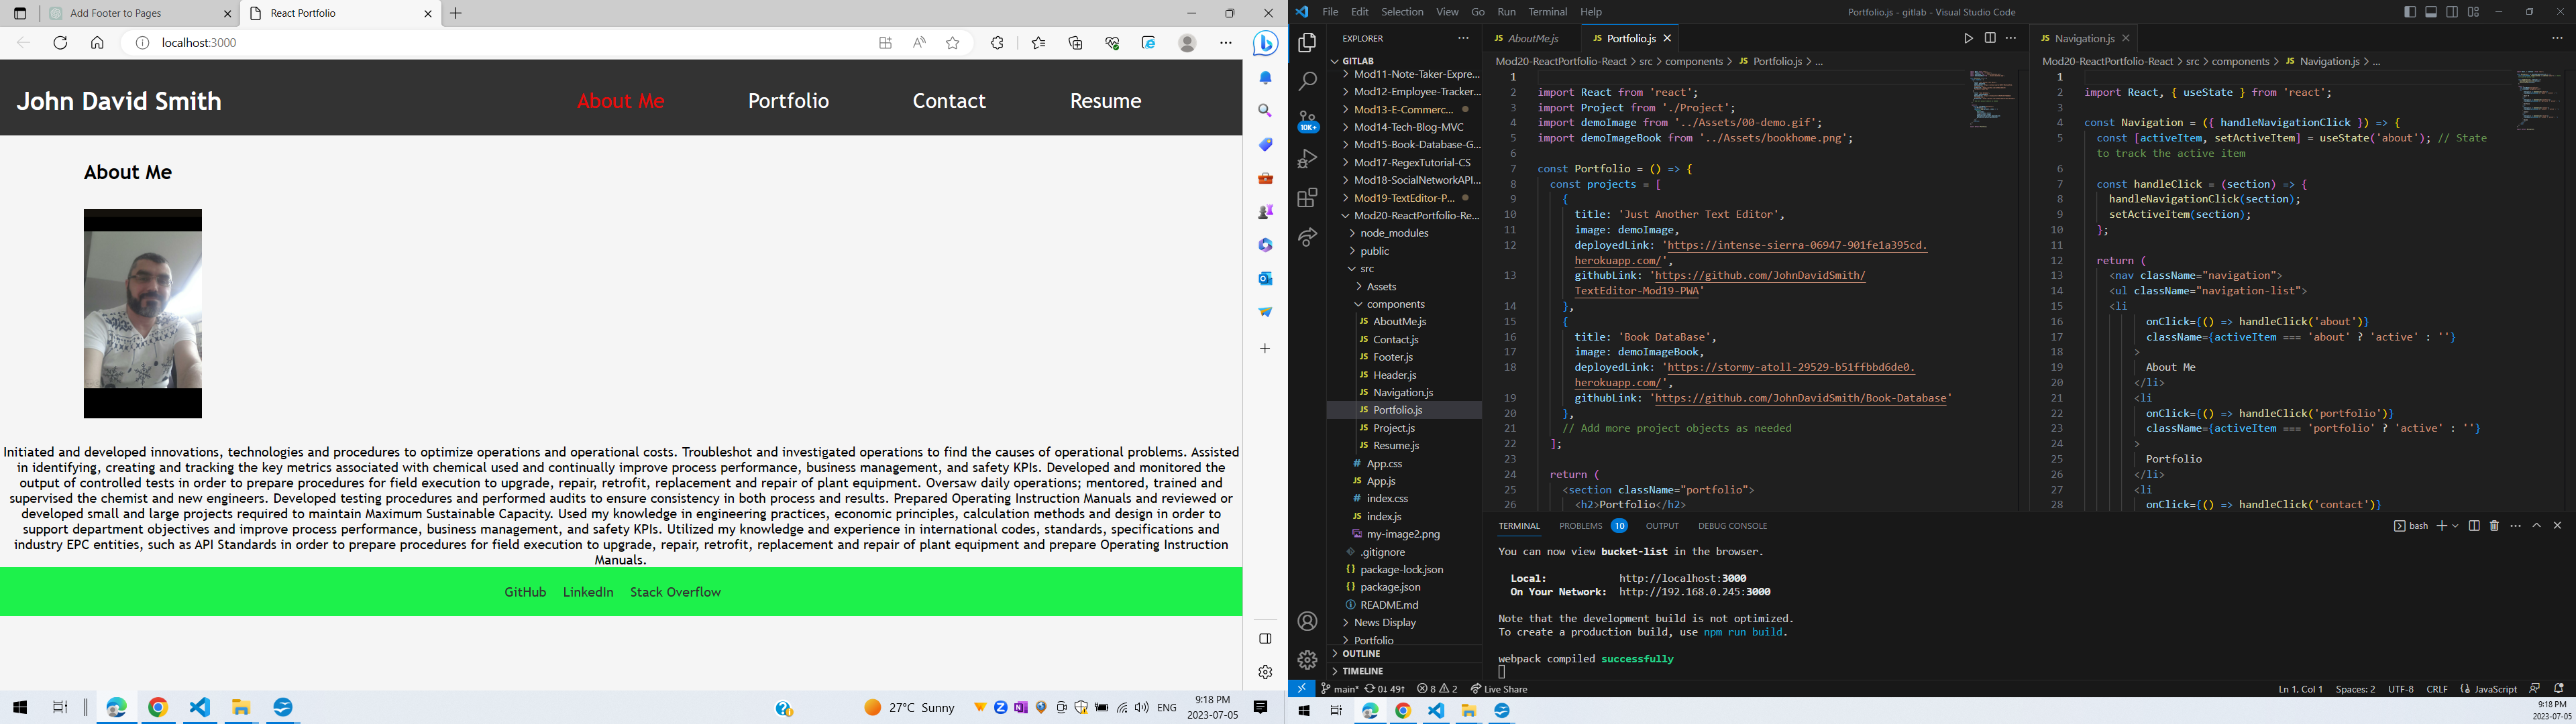 Add Footer to Pages
React Portfolio
localhost:3000
John David Smith
About Me
Portfolio
Contact
Resume
About Me
Initiated and developed innovations, technologies and procedures to optimize operations and operational costs. Troubleshot and investigated operations to find the causes of operational problems. Assisted
in identifying, creating and tracking the key metrics associated with chemical used and continually improve process performance, business management, and safety KPIs. Developed and monitored the
output of controlled tests in order to prepare procedures for field execution to upgrade, repair, retrofit, replacement and repair of plant equipment. Oversaw daily operations; mentored, trained and
supervised the chemist and new engineers. Developed testing procedures and performed audits to ensure consistency in both process and results. Prepared Operating Instruction Manuals and reviewed or
developed small and large projects required to maintain Maximum Sustainable Capacity. Used my knowledge in engineering practices, economic principles, calculation methods and design in order to
support department objectives and improve process performance, business management, and safety KPIs. Utilized my knowledge and experience in international codes, standards, specifications and
industry EPC entities, such as API Standards in order to prepare procedures for field execution to upgrade, repair, retrofit, replacement and repair of plant equipment and prepare Operating Instruction
Manuals.
GitHub LinkedIn Stack Overflow
27°C Sunny
ENG
9:18 PM
2023-07-05
File Edit Selection View Go Run Terminal Help
Portfolio.js - gitlab - Visual Studio Code
10K+
EXPLORER
GITLAB
Mod11-Note-Taker-Expre...
Mod12-Employee-Tracker...
Mod13-E-Commerc...
Mod14-Tech-Blog-MVC
Mod15-Book-Database-G...
Mod17-RegexTutorial-CS
Mod18-SocialNetworkAPI...
Mod19-TextEditor-P...
Mod20-ReactPortfolio-Re...
node_modules
public
src
Assets
components
JS AboutMe.js
JS Contact.js
JS Footer.js
JS Header.js
JS Navigation.js
JS Portfolio.js
JS Project.js
JS Resume.js
# App.css
JS App.js
# index.css
JS index.js
my-image2.png
.gitignore
{} package-lock.json
{} package.json
README.md
News Display
Portfolio
OUTLINE
TIMELINE
JS AboutMe.js
JS Portfolio.js
Mod20-ReactPortfolio-React > src > components > JS Portfolio.js > ...
1
2 import React from 'react';
3 import Project from './Project';
4 import demoImage from '../Assets/00-demo.gif';
5 import demoImageBook from '../Assets/bookhome.png';
6
7 const Portfolio = () => {
8 const projects = [
9 {
10 title: 'Just Another Text Editor',
11 image: demoImage,
12 deployedLink: 'https://intense-sierra-06947-901fe1a395cd.
herokuapp.com/',
13 githubLink: 'https://github.com/JohnDavidSmith/
TextEditor-Mod19-PWA'
14 },
15 {
16 title: 'Book DataBase',
17 image: demoImageBook,
18 deployedLink: 'https://stormy-atoll-29529-b51ffbbd6de0.
herokuapp.com/',
19 githubLink: 'https://github.com/JohnDavidSmith/Book-Database'
20 },
21 // Add more project objects as needed
22 ];
23
24 return (
25 <section className="portfolio">
26 <h2>Portfolio</h2>
JS Navigation.js
Mod20-ReactPortfolio-React > src > components > JS Navigation.js > ...
1
2 import React, { useState } from 'react';
3
4 const Navigation = ({ handleNavigationClick }) => {
5 const [activeItem, setActiveItem] = useState('about'); // State
to track the active item
6
7 const handleClick = (section) => {
8 handleNavigationClick(section);
9 setActiveItem(section);
10 };
11
12 return (
13 <nav className="navigation">
14 <ul className="navigation-list">
15 <li
16 onClick={() => handleClick('about')}
17 className={activeItem === 'about' ? 'active' : ''}
18 >
19 About Me
20 </li>
21 <li
22 onClick={() => handleClick('portfolio')}
23 className={activeItem === 'portfolio' ? 'active' : ''}
24 >
25 Portfolio
26 </li>
27 <li
28 onClick={() => handleClick('contact')}
TERMINAL PROBLEMS 10 OUTPUT DEBUG CONSOLE
bash
You can now view bucket-list in the browser.
Local: http://localhost:3000
On Your Network: http://192.168.0.245:3000
Note that the development build is not optimized.
To create a production build, use npm run build.
webpack compiled successfully
main* 0↓ 49↑ 8 2 Live Share
Ln 1, Col 1 Spaces: 2 UTF-8 CRLF {} JavaScript
9:18 PM
2023-07-05